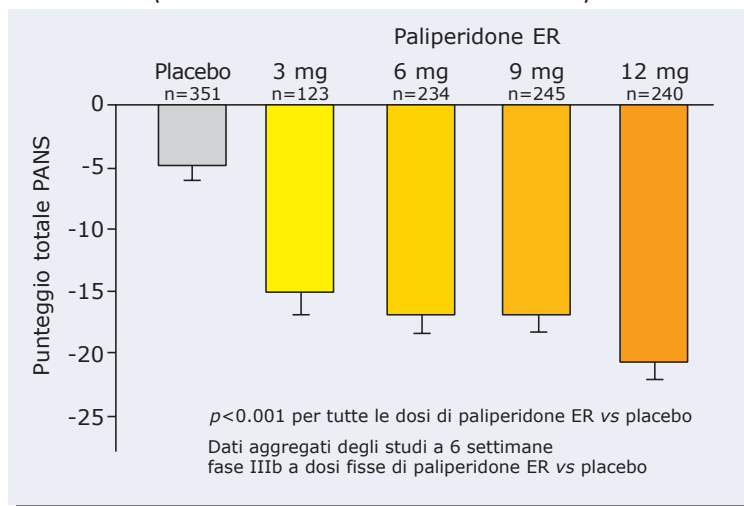 Paliperidone ER
Placebo 3 mg 6 mg 9 mg 12 mg
n=351 n=123 n=234 n=245 n=240
0
-5
-10
-15
-20
-25
Punteggio totale PANS
p<0.001 per tutte le dosi di paliperidone ER vs placebo
Dati aggregati degli studi a 6 settimane
fase IIIb a dosi fisse di paliperidone ER vs placebo